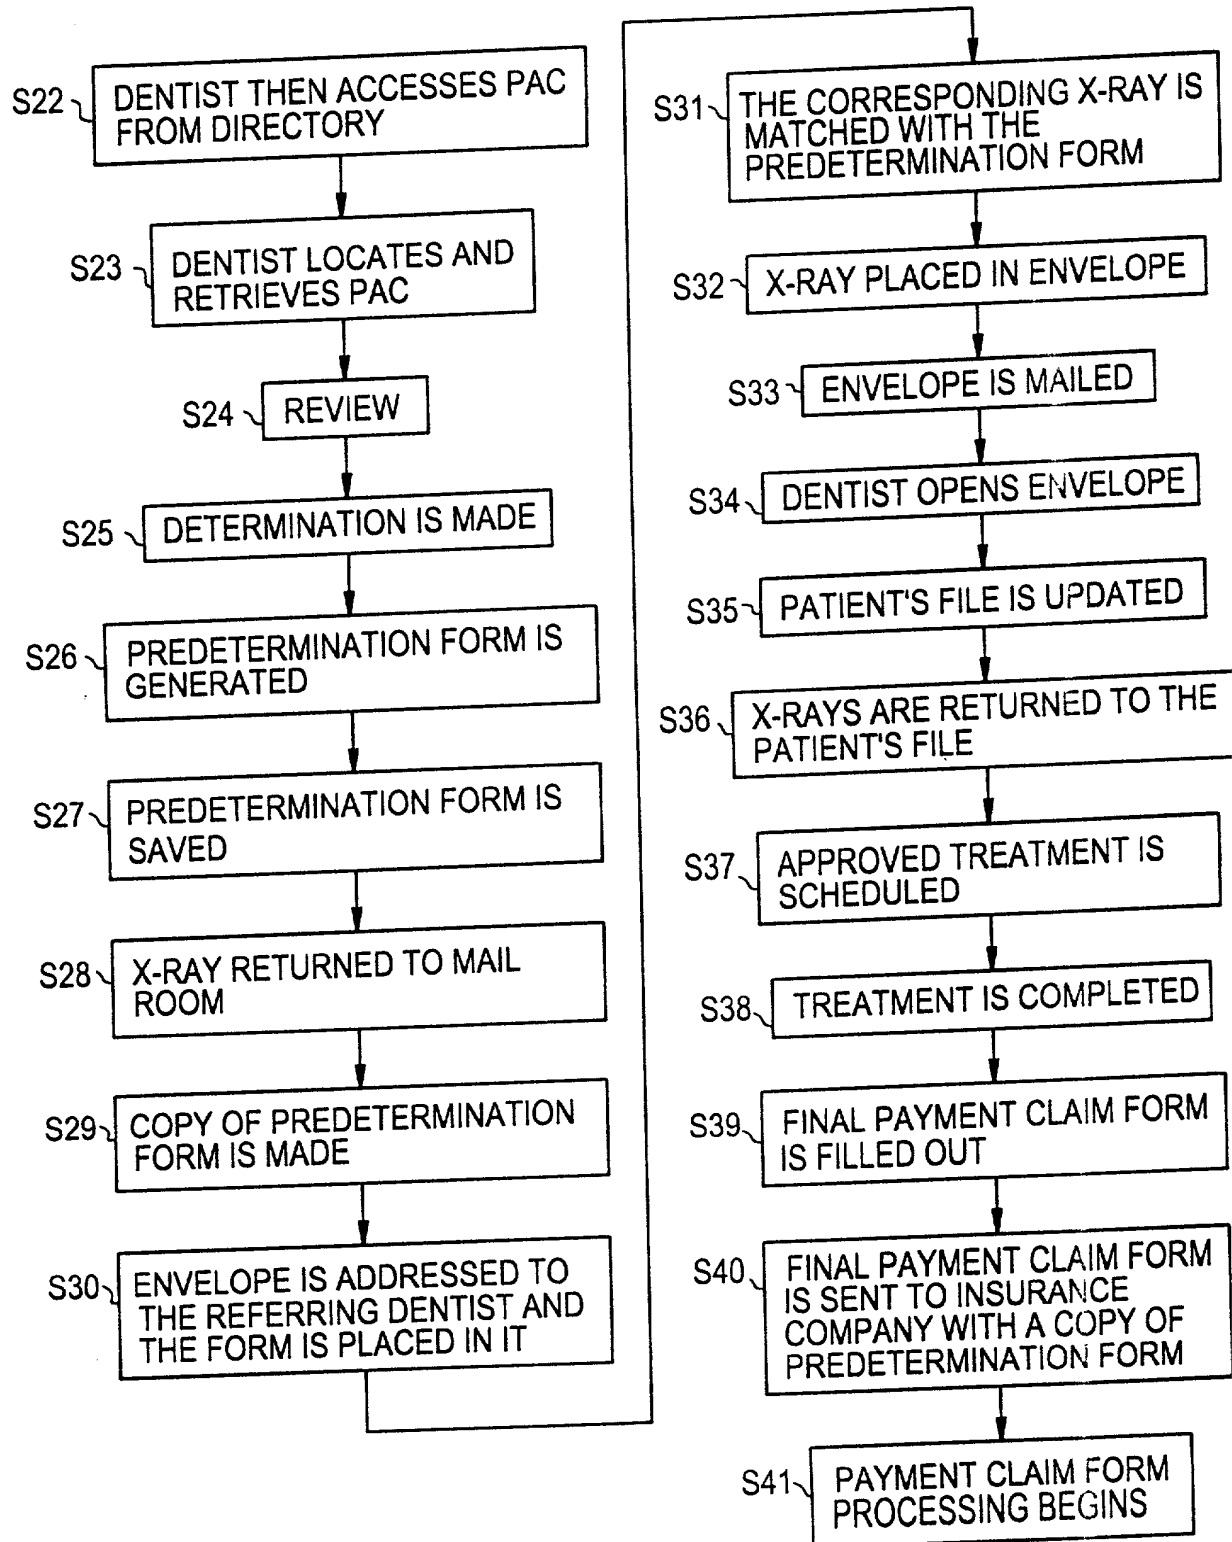 S22
DENTIST THEN ACCESSES PAC
FROM DIRECTORY
S23
DENTIST LOCATES AND
RETRIEVES PAC
S24
REVIEW
S25
DETERMINATION IS MADE
S26
PREDETERMINATION FORM IS
GENERATED
S27
PREDETERMINATION FORM IS
SAVED
S28
X-RAY RETURNED TO MAIL
ROOM
S29
COPY OF PREDETERMINATION
FORM IS MADE
S30
ENVELOPE IS ADDRESSED TO
THE REFERRING DENTIST AND
THE FORM IS PLACED IN IT
S31
THE CORRESPONDING X-RAY IS
MATCHED WITH THE
PREDETERMINATION FORM
S32
X-RAY PLACED IN ENVELOPE
S33
ENVELOPE IS MAILED
S34
DENTIST OPENS ENVELOPE
S35
PATIENT'S FILE IS UPDATED
S36
X-RAYS ARE RETURNED TO THE
PATIENT'S FILE
S37
APPROVED TREATMENT IS
SCHEDULED
S38
TREATMENT IS COMPLETED
S39
FINAL PAYMENT CLAIM FORM
IS FILLED OUT
S40
FINAL PAYMENT CLAIM FORM
IS SENT TO INSURANCE
COMPANY WITH A COPY OF
PREDETERMINATION FORM
S41
PAYMENT CLAIM FORM
PROCESSING BEGINS